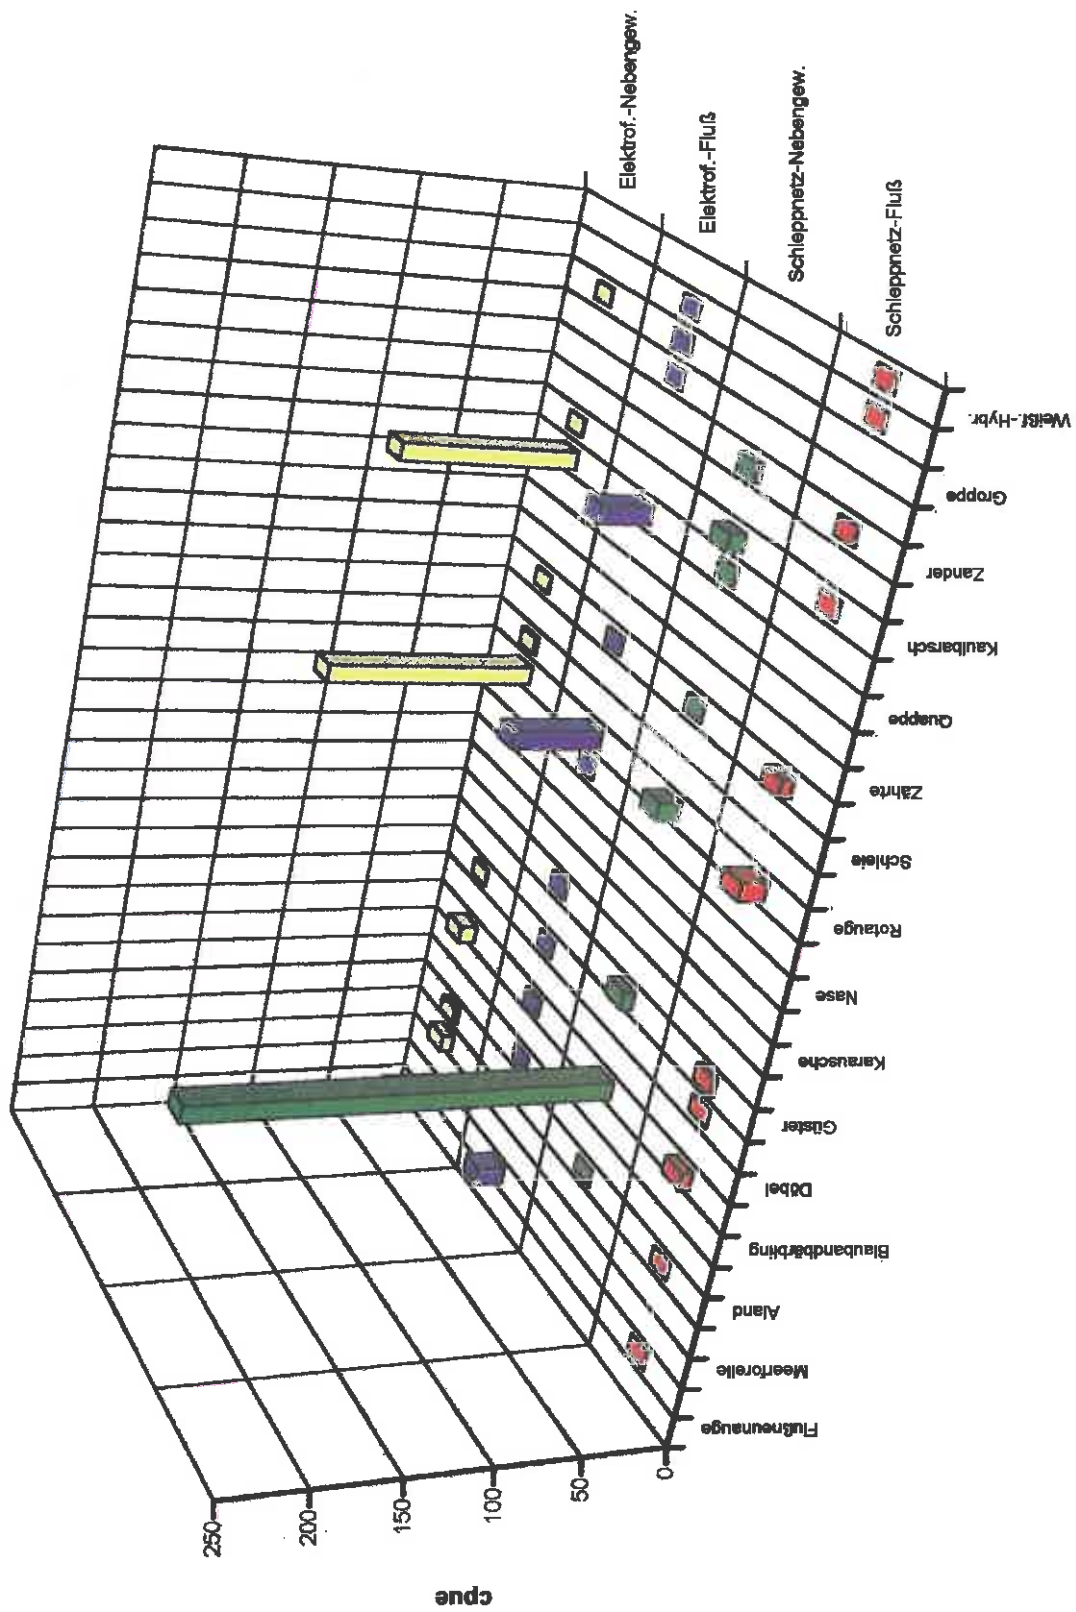 cpue
250
200
150
100
50
0
Flußneunauge
Meerforelle
Aland
Blaubandbärbling
Döbel
Güster
Karausche
Nase
Rotauge
Schleie
Zährte
Quappe
Kaulbarsch
Zander
Groppe
Weißf.-Hybr.
Schleppnetz-Fluß
Schleppnetz-Nebengew.
Elektrof.-Fluß
Elektrof.-Nebengew.